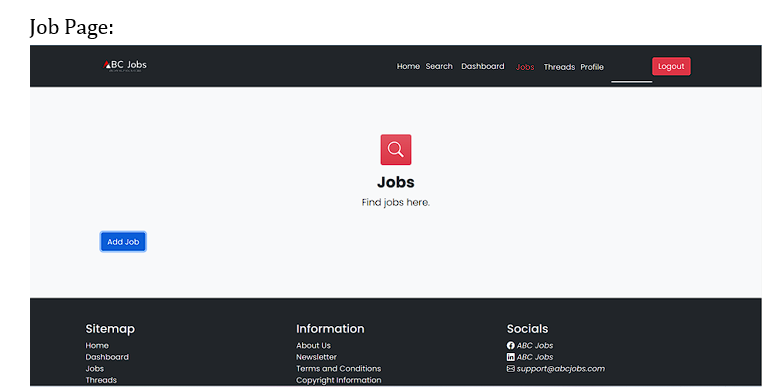 Job Page:
ABC Jobs
Home Search Dashboard Jobs Threads Profile Logout
Jobs
Find jobs here.
Add Job
Sitemap Information Socials
Home About Us ABC Jobs
Dashboard Newsletter ABC Jobs
Jobs Terms and Conditions support@abcjobs.com
Threads Copyright Information